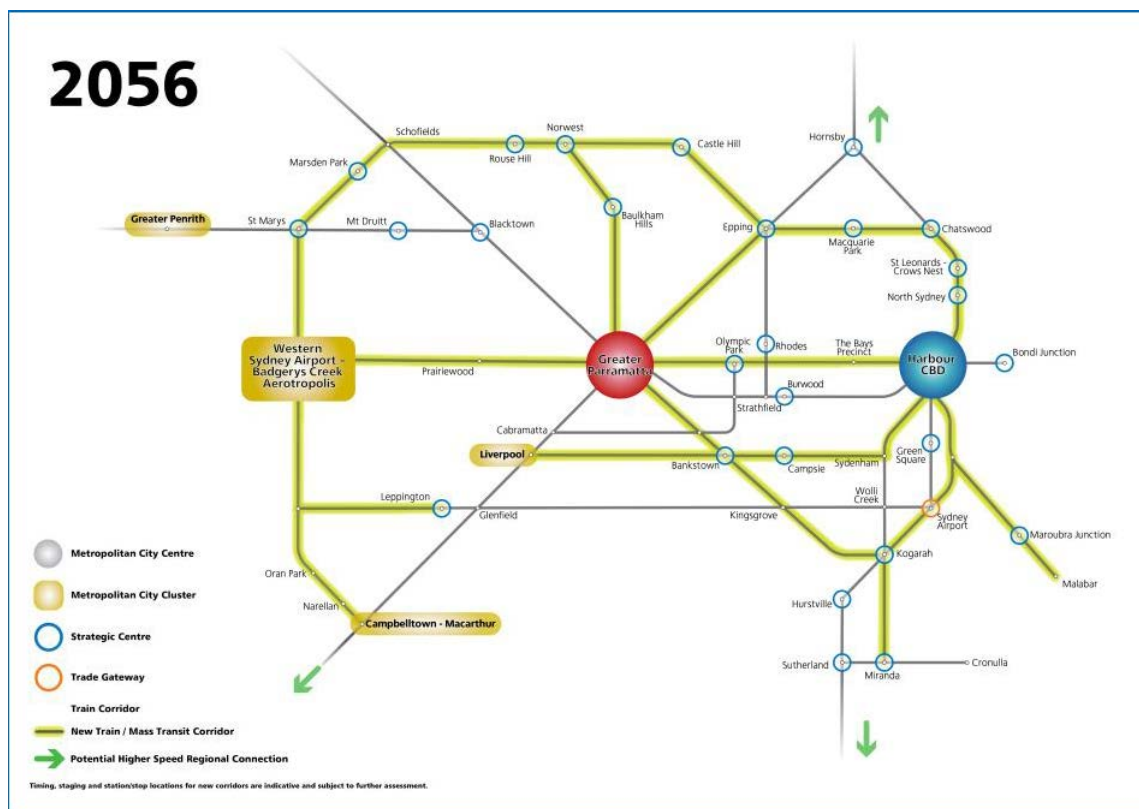 2056
Schofields
Norwest
Castle Hill
Hornsby
Marsden Park
Rouse Hill
Greater Penrith
St Marys
Mt Druitt
Blacktown
Baulkham
Hills
Epping
Macquarie
Park
Chatswood
St Leonards -
Crows Nest
North Sydney
Western
Sydney Airport -
Badgerys Creek
Aerotropolis
Prairiewood
Greater
Parramatta
Olympic
Park
Rhodes
The Bays
Precinct
Harbour
CBD
Bondi Junction
Burwood
Strathfield
Cabramatta
Liverpool
Bankstown
Campsie
Sydenham
Green
Square
Leppington
Glenfield
Kingsgrove
Wolli
Creek
Sydney
Airport
Maroubra Junction
Kogarah
Malabar
Oran Park
Narellan
Campbelltown - Macarthur
Hurstville
Sutherland
Miranda
Cronulla
Metropolitan City Centre
Metropolitan City Cluster
Strategic Centre
Trade Gateway
Train Corridor
New Train / Mass Transit Corridor
Potential Higher Speed Regional Connection
Timing, staging and station/stop locations for new corridors are indicative and subject to further assessment.